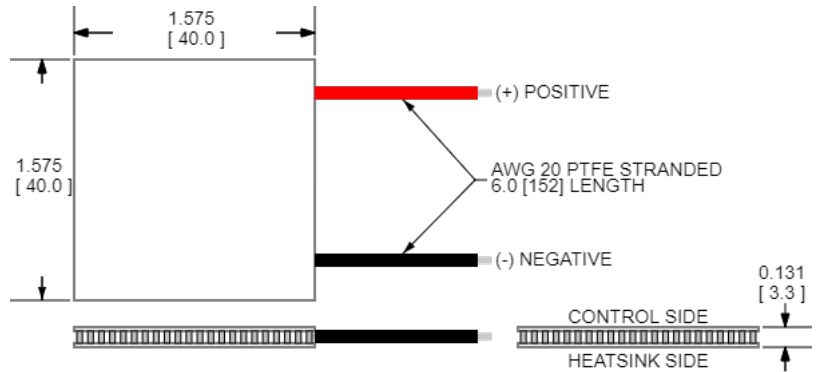 1.575
[ 40.0 ]
(+) POSITIVE
1.575
[ 40.0 ]
AWG 20 PTFE STRANDED
6.0 [152] LENGTH
(-) NEGATIVE
0.131
[ 3.3 ]
CONTROL SIDE
HEATSINK SIDE